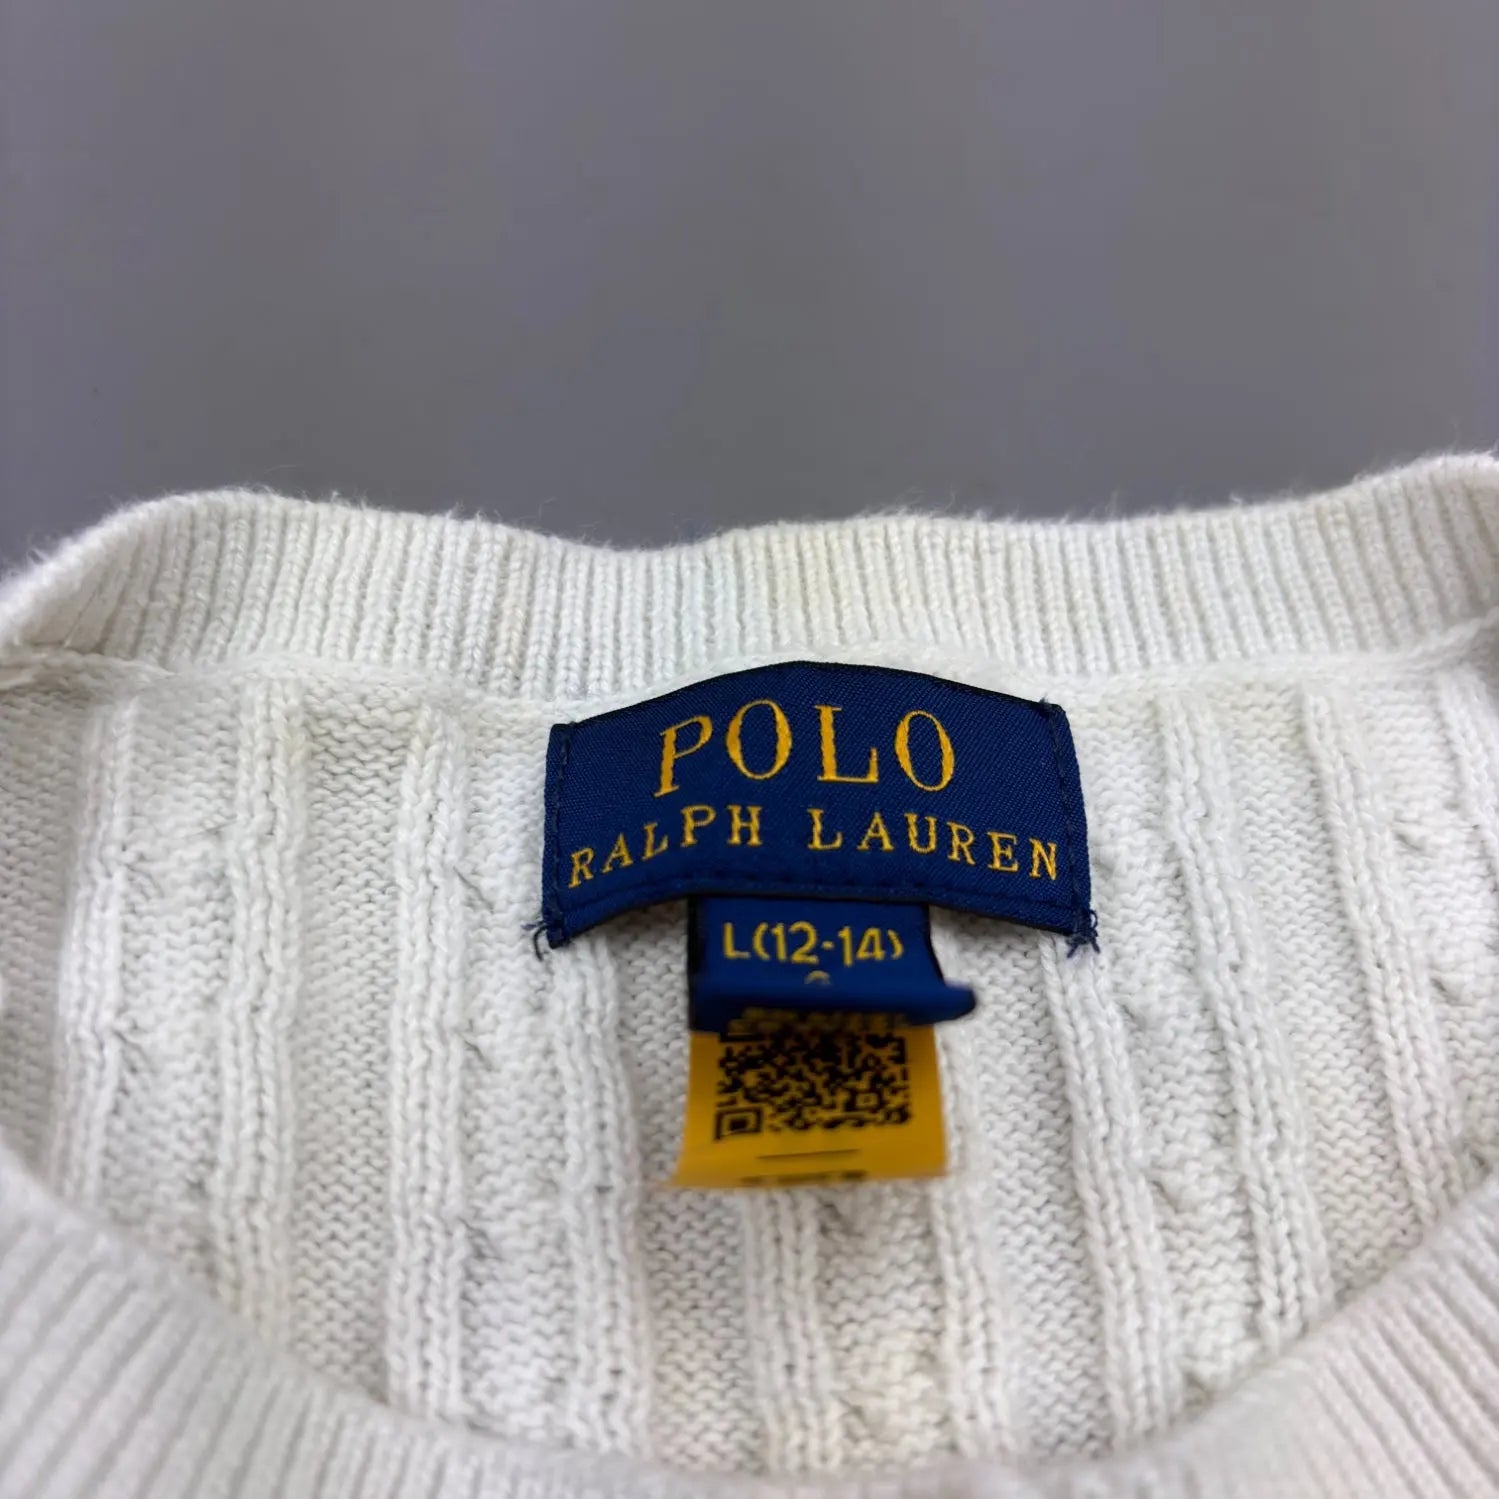 POLO
RALPH LAUREN
L(12-14)